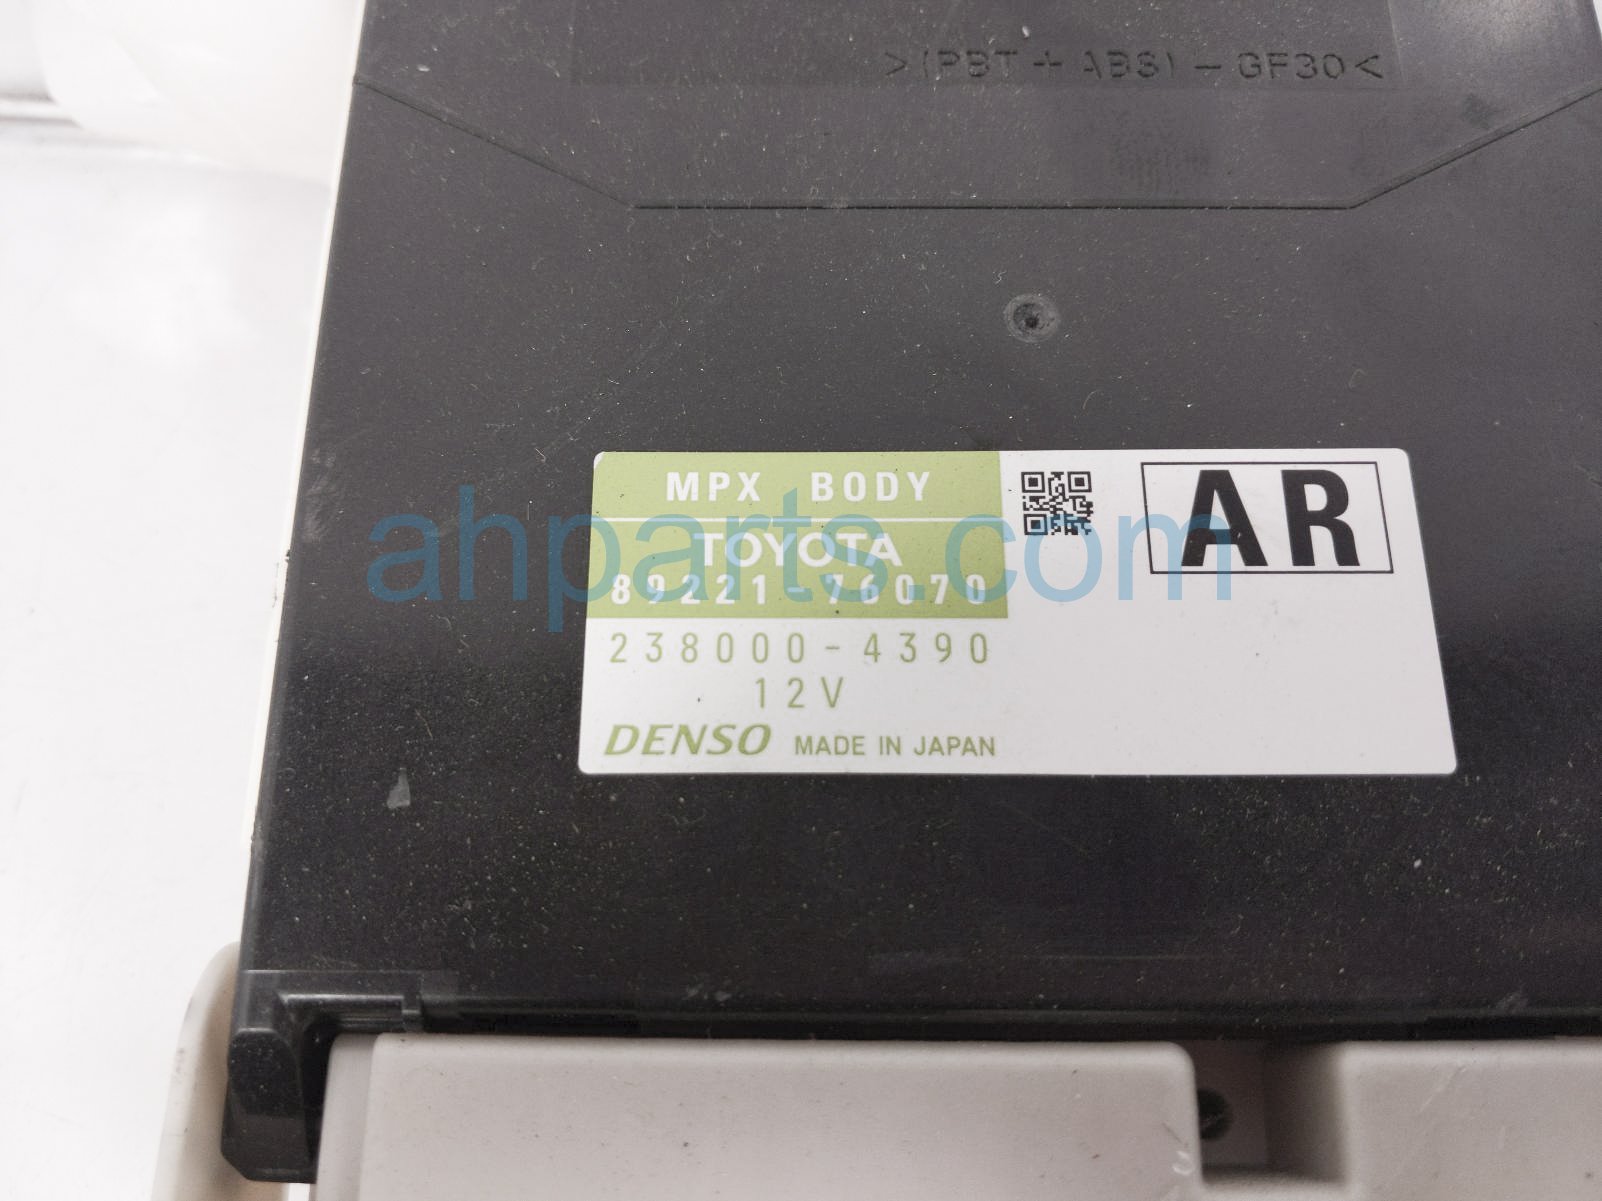 >(PBT + ABS) - GF30<
MPX BODY
AR
TOYOTA
89221-76070
238000-4390
12V
DENSO MADE IN JAPAN
ahparts.com